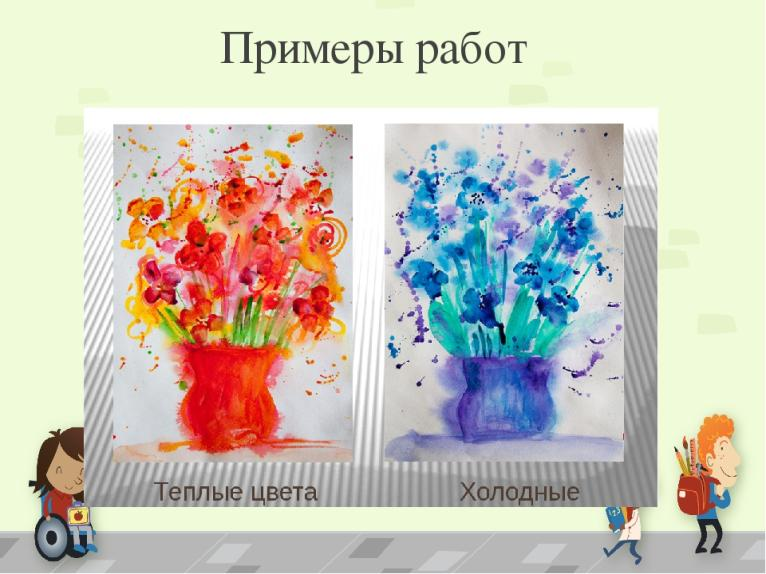 Примеры работ
Теплые цвета
Холодные